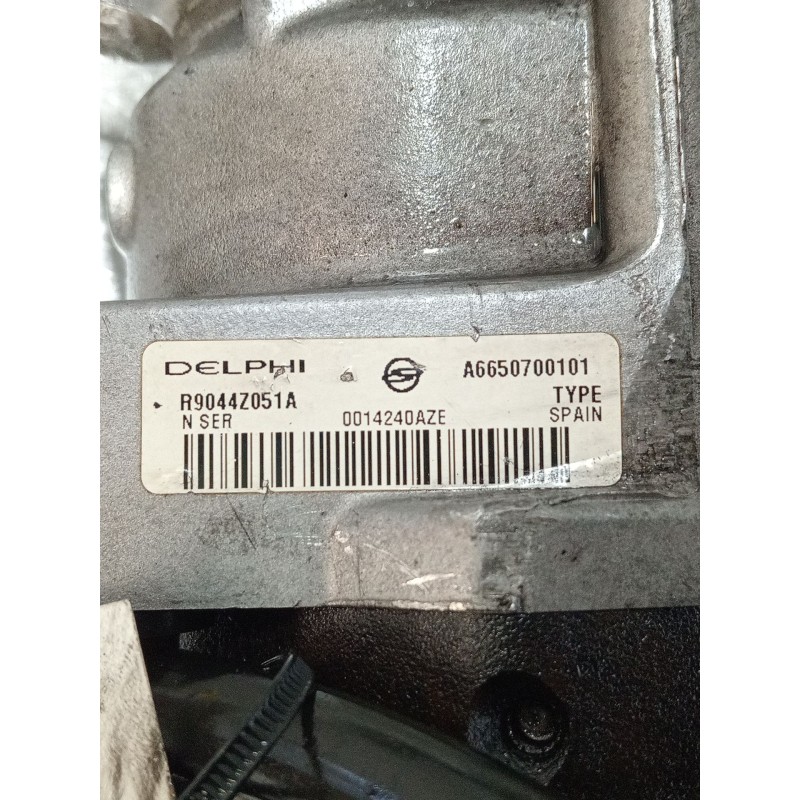 DELPHI A6650700101
R9044Z051A TYPE
N SER 0014240AZE SPAIN